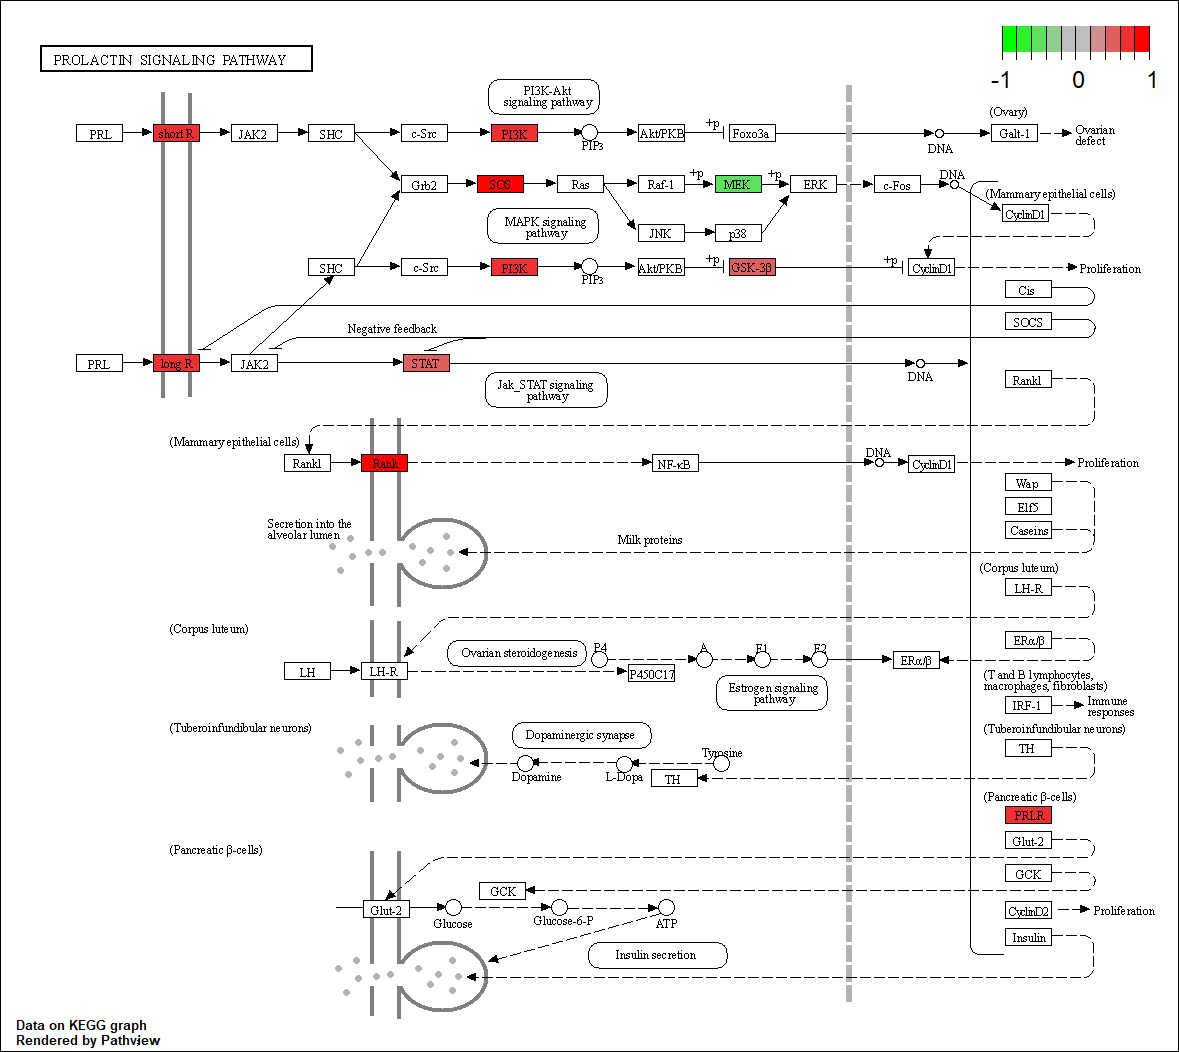 PROLACTIN SIGNALING PATHWAY
-1 0 1
PI3K-Akt
signaling pathway
(Ovary)
PRL short R JAK2 SHC c-Src PI3K PIP3 Akt/PKB +p Foxo3a DNA Galt-1 Ovarian
defect
Grb2 SOS Ras Raf-1 +p MEK +p ERK c-Fos DNA
(Mammary epithelial cells)
CyclinD1
MAPK signaling
pathway
JNK p38
SHC c-Src PI3K PIP3 Akt/PKB +p GSK-3β +p CyclinD1 Proliferation
Cis
SOCS
Negative feedback
PRL long R JAK2 STAT DNA
Jak_STAT signaling
pathway
Rankl
(Mammary epithelial cells)
Rankl Rank NF-κB DNA CyclinD1 Proliferation
Wap
Elf5
Caseins
Secretion into the
alveolar lumen
Milk proteins
(Corpus luteum)
LH-R
(Corpus luteum)
ERα/β
LH LH-R Ovarian steroidogenesis P4 P450C17 A E1 E2 ERα/β
Estrogen signaling
pathway
(T and B lymphocytes,
macrophages, fibroblasts)
IRF-1 Immune
responses
(Tuberoinfundibular neurons)
TH
(Tuberoinfundibular neurons)
Dopaminergic synapse
Dopamine L-Dopa Tyrosine
TH
(Pancreatic β-cells)
PRLR
Glut-2
GCK
CyclinD2 Proliferation
Insulin
(Pancreatic β-cells)
GCK
Glut-2 Glucose Glucose-6-P ATP
Insulin secretion
Data on KEGG graph
Rendered by Pathview